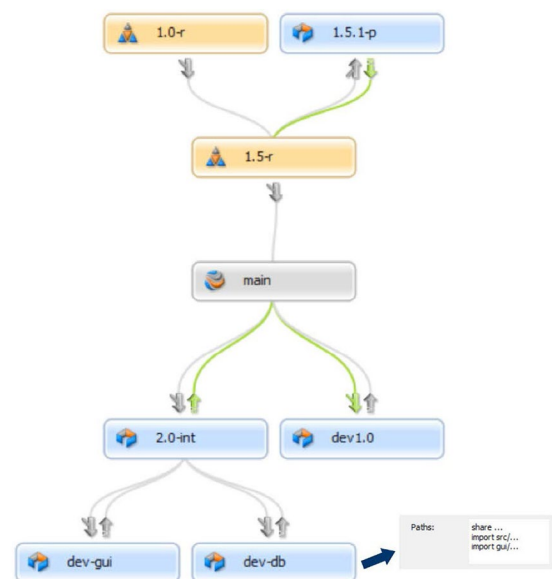 1.0-r
1.5.1-p
1.5-r
main
2.0-int
dev1.0
dev-gui
dev-db
Paths: share ...
import src/...
import gui/...